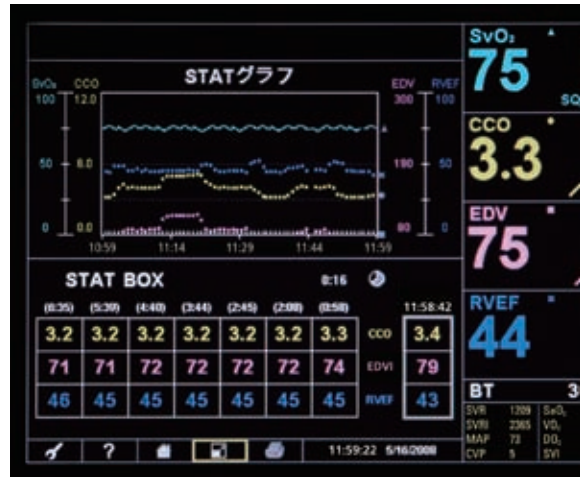 STATグラフ
SvO₂ CCO EDV RVEF
100 12.0 300 100
50 6.0 190 50
0 0.0 80 0
10:59 11:14 11:29 11:44 11:59
STAT BOX 0:16
(6:35) (5:39) (4:40) (3:44) (2:45) (2:08) (0:58) 11:58:42
3.2 3.2 3.2 3.2 3.2 3.2 3.3 CCO 3.4
71 71 72 72 72 72 74 EDVI 79
46 45 45 45 45 45 45 RVEF 43
?
11:59:22 5/16/2008
SvO₂
75
SQ
CCO
3.3
EDV
75
RVEF
44
BT 3
SVR 1209 SaO₂
SVRI 2365 VO₂
MAP 73 DO₂
CVP 5 SVI